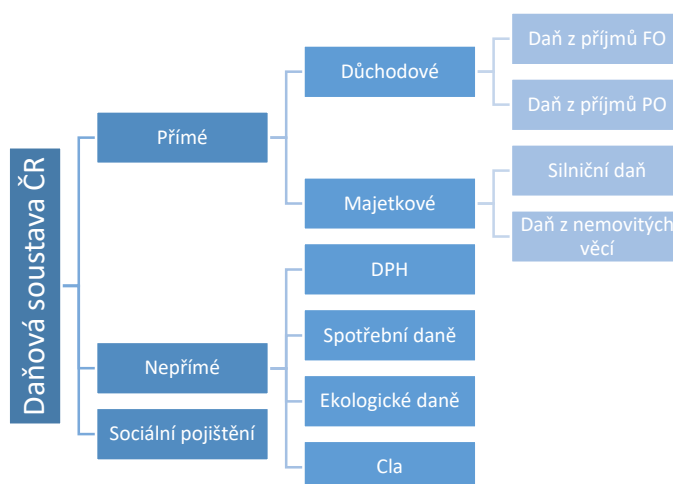 Daňová soustava ČR
Přímé
Důchodové
Daň z příjmů FO
Daň z příjmů PO
Majetkové
Silniční daň
Daň z nemovitých
věcí
Nepřímé
DPH
Spotřební daně
Ekologické daně
Cla
Sociální pojištění